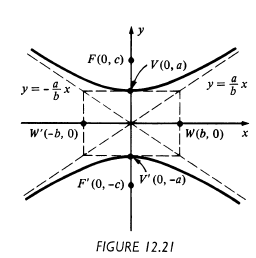 y
F(0, c)
V(0, a)
y = - a/b x
y = a/b x
W'(-b, 0)
W(b, 0)
x
F'(0, -c)
V'(0, -a)
FIGURE 12.21